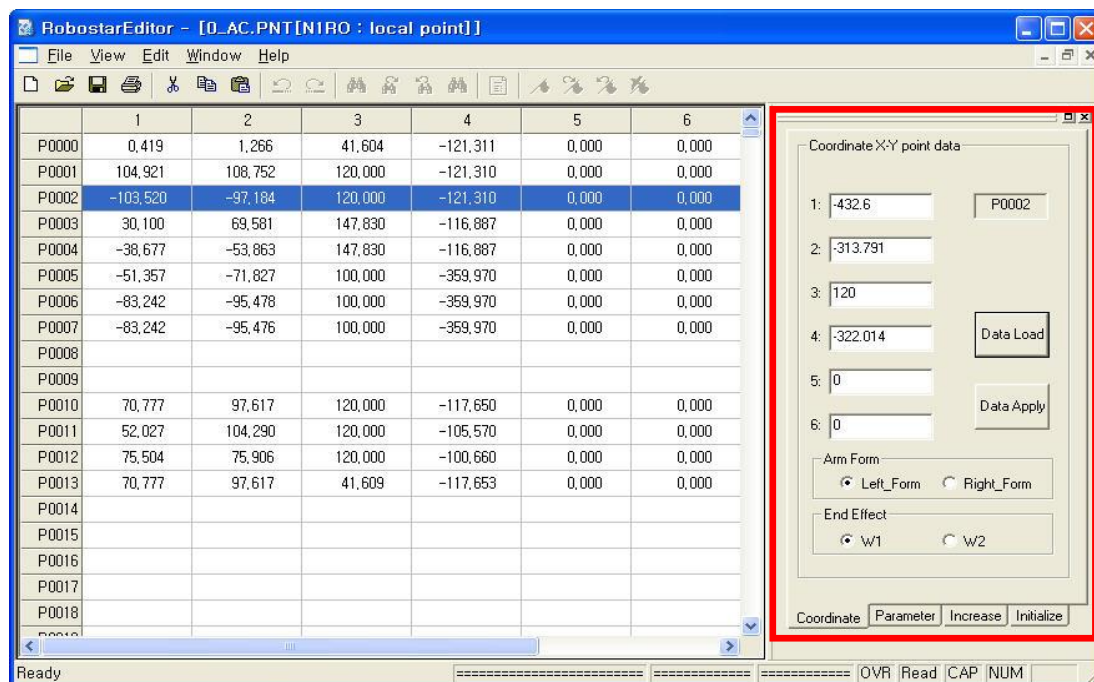 RobostarEditor - [0_AC.PNT[N1RO : local point]]
File View Edit Window Help
1 2 3 4 5 6
P0000 0,419 1,266 41,604 -121,311 0,000 0,000
P0001 104,921 108,752 120,000 -121,310 0,000 0,000
P0002 -103,520 -97,184 120,000 -121,310 0,000 0,000
P0003 30,100 69,581 147,830 -116,887 0,000 0,000
P0004 -38,677 -53,863 147,830 -116,887 0,000 0,000
P0005 -51,357 -71,827 100,000 -359,970 0,000 0,000
P0006 -83,242 -95,478 100,000 -359,970 0,000 0,000
P0007 -83,242 -95,476 100,000 -359,970 0,000 0,000
P0008
P0009
P0010 70,777 97,617 120,000 -117,650 0,000 0,000
P0011 52,027 104,290 120,000 -105,570 0,000 0,000
P0012 75,504 75,906 120,000 -100,660 0,000 0,000
P0013 70,777 97,617 41,609 -117,653 0,000 0,000
P0014
P0015
P0016
P0017
P0018
Coordinate X-Y point data
1: -432.6 P0002
2: -313.791
3: 120
4: -322.014 Data Load
5: 0
6: 0 Data Apply
Arm Form
Left_Form Right_Form
End Effect
W1 W2
Coordinate Parameter Increase Initialize
Ready ======================== ============= ============ OVR Read CAP NUM